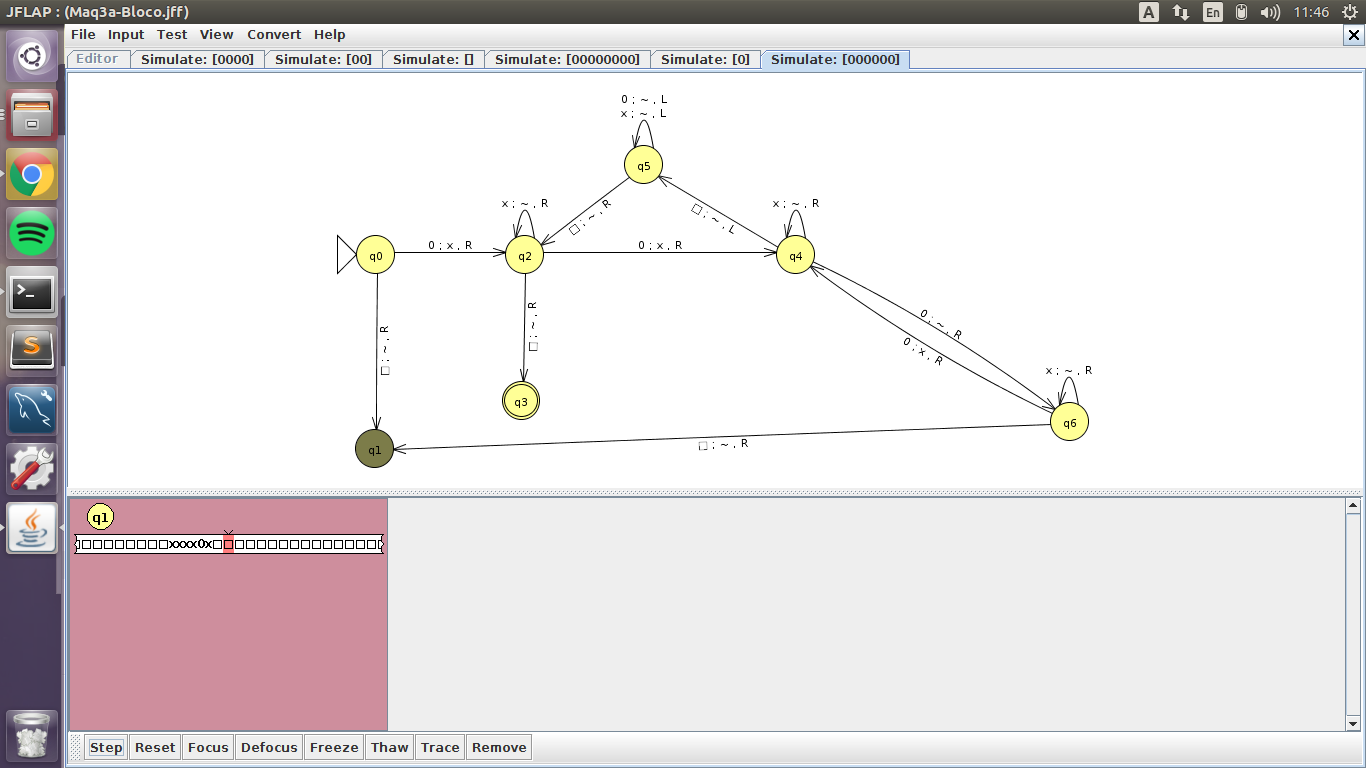 JFLAP : (Maq3a-Bloco.jff)
A En 11:46
File Input Test View Convert Help
Editor Simulate: [0000] Simulate: [00] Simulate: [] Simulate: [00000000] Simulate: [0] Simulate: [000000]
0 ; ~ , L
x ; ~ , L
q5
x ; ~ , R
x ; ~ , R
□ ; ~ , R
□ ; ~ , L
q0
0 ; x , R
q2
0 ; x , R
q4
□ ; ~ , R
□ ; ~ , R
0 ; ~ , R
0 ; x , R
x ; ~ , R
q3
q6
q1
□ ; ~ , R
q1
□□□□□□□□xxxx0x□□□□□□□□□□□□□□□
Step Reset Focus Defocus Freeze Thaw Trace Remove